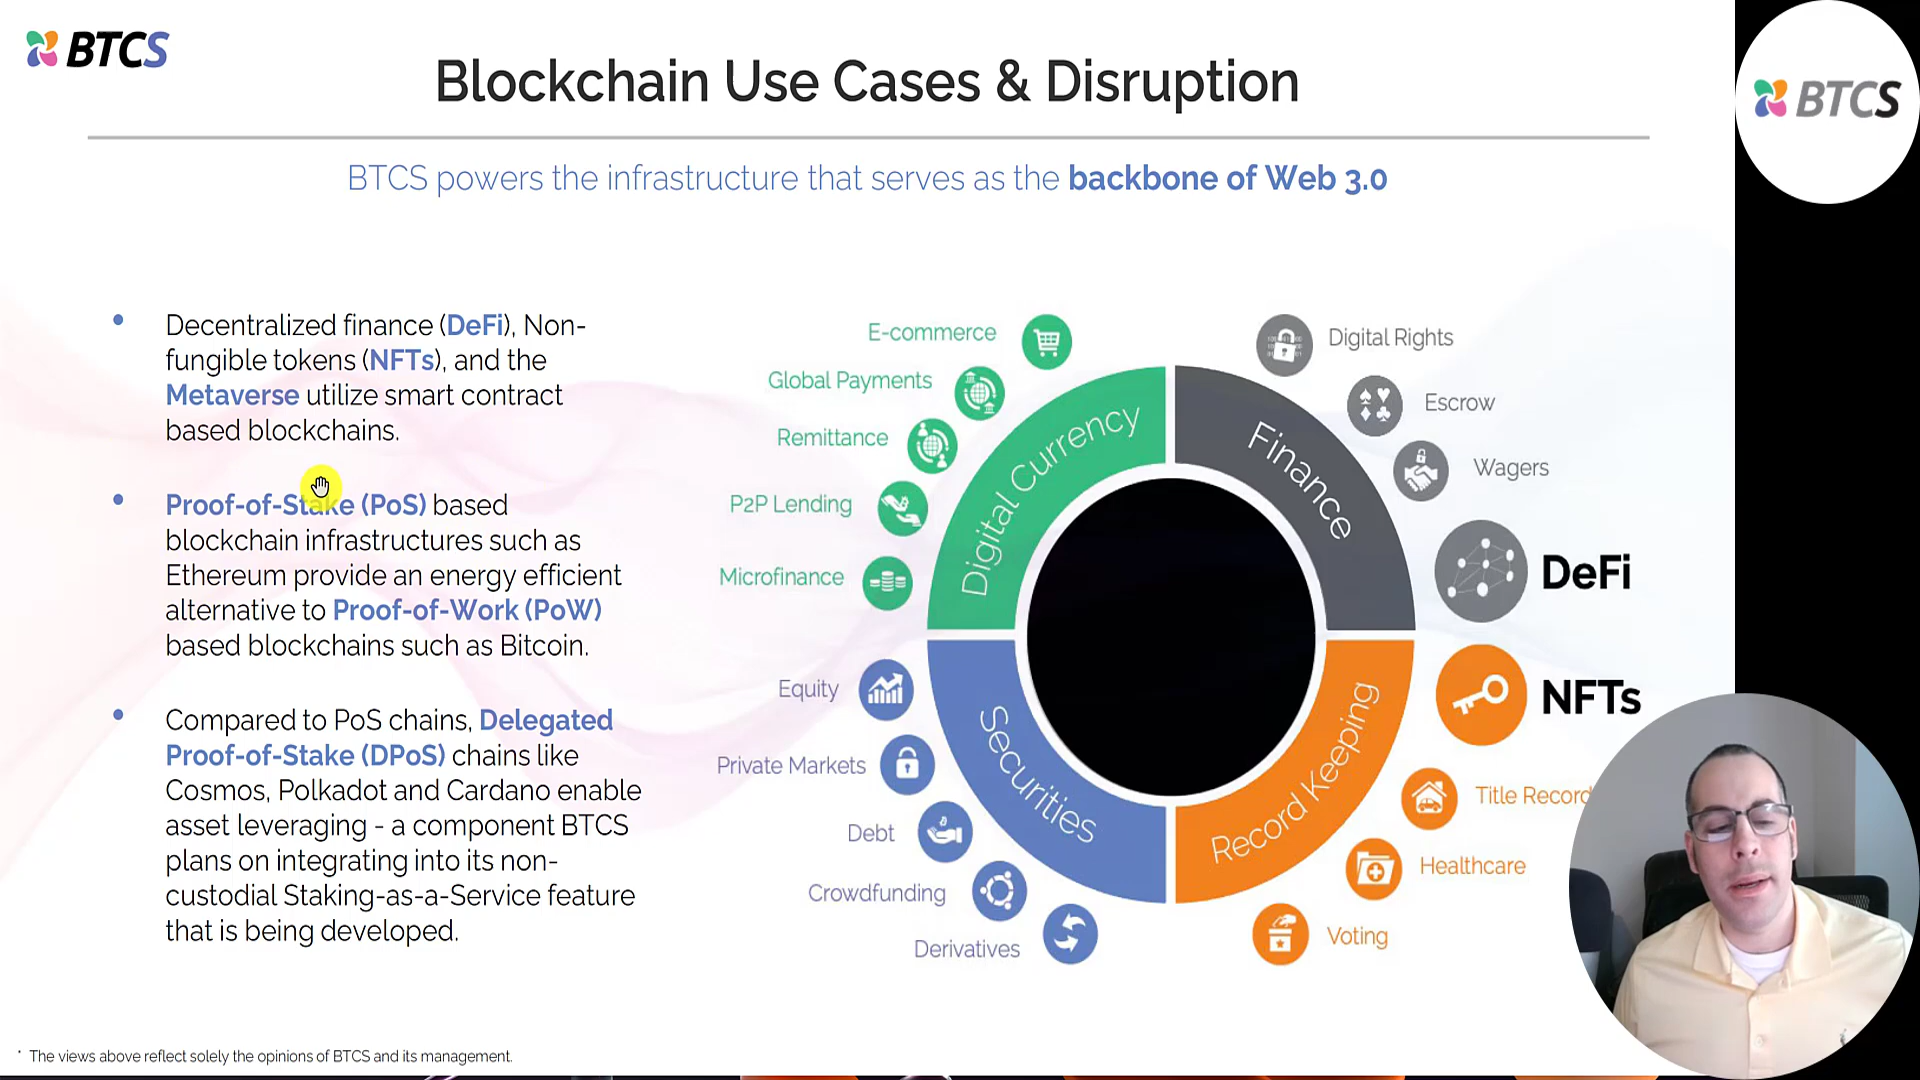 BTCS
Blockchain Use Cases & Disruption
BTCS
BTCS powers the infrastructure that serves as the backbone of Web 3.0
• Decentralized finance (DeFi), Non-
fungible tokens (NFTs), and the
Metaverse utilize smart contract
based blockchains.
• Proof-of-Stake (PoS) based
blockchain infrastructures such as
Ethereum provide an energy efficient
alternative to Proof-of-Work (PoW)
based blockchains such as Bitcoin.
• Compared to PoS chains, Delegated
Proof-of-Stake (DPoS) chains like
Cosmos, Polkadot and Cardano enable
asset leveraging - a component BTCS
plans on integrating into its non-
custodial Staking-as-a-Service feature
that is being developed.
Digital Currency
E-commerce
Global Payments
Remittance
P2P Lending
Microfinance
Finance
Digital Rights
Escrow
Wagers
DeFi
Securities
Equity
Private Markets
Debt
Crowdfunding
Derivatives
Record Keeping
NFTs
Title Record
Healthcare
Voting
* The views above reflect solely the opinions of BTCS and its management.